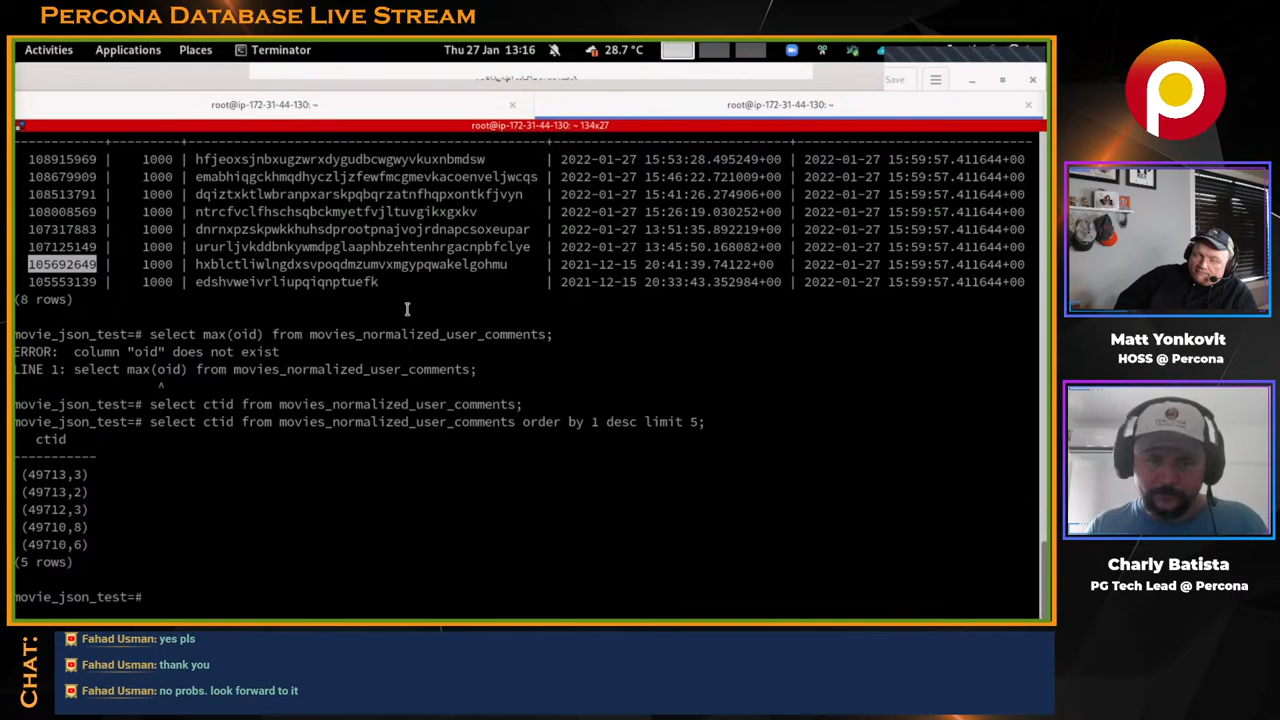 PERCONA DATABASE LIVE STREAM
Activities Applications Places Terminator Thu 27 Jan 13:16 28.7 °C
Save
root@ip-172-31-44-130: ~ × root@ip-172-31-44-130: ~ ×
root@ip-172-31-44-130: ~ 134x27
108915969 | 1000 | hfjeoxsjnbxugzwrxdygudbcwgwyvkuxnbmdsw | 2022-01-27 15:53:28.495249+00 | 2022-01-27 15:59:57.411644+00
108679909 | 1000 | emabhiqgckhmqdhyczljzfewfmcgmevkacoenveljwcqs | 2022-01-27 15:46:22.721009+00 | 2022-01-27 15:59:57.411644+00
108513791 | 1000 | dqiztxktlwbranpxarskpqbqrzatnfhqpxontkfjvyn | 2022-01-27 15:41:26.274906+00 | 2022-01-27 15:59:57.411644+00
108008569 | 1000 | ntrcfvclfhschsqbckmyetfvjltuvgikxgxkv | 2022-01-27 15:26:19.030252+00 | 2022-01-27 15:59:57.411644+00
107317883 | 1000 | dnrnxpzskpwkkhuhsdprootpnajvojrdnapcsoxeupar | 2022-01-27 13:51:35.892219+00 | 2022-01-27 15:59:57.411644+00
107125149 | 1000 | ururljvkddbnkywmdpglaaphbzehtenhrgacnpbfclye | 2022-01-27 13:45:50.168082+00 | 2022-01-27 15:59:57.411644+00
105692649 | 1000 | hxblctliwlngdxsvpoqdmzumvxmgypqwakelgohmu | 2021-12-15 20:41:39.74122+00 | 2022-01-27 15:59:57.411644+00
105553139 | 1000 | edshvweivrliupqiqnptuefk | 2021-12-15 20:33:43.352984+00 | 2022-01-27 15:59:57.411644+00
(8 rows)
movie_json_test=# select max(oid) from movies_normalized_user_comments;
ERROR: column "oid" does not exist
LINE 1: select max(oid) from movies_normalized_user_comments;
^
movie_json_test=# select ctid from movies_normalized_user_comments;
movie_json_test=# select ctid from movies_normalized_user_comments order by 1 desc limit 5;
ctid
-----------
(49713,3)
(49713,2)
(49712,3)
(49710,8)
(49710,6)
(5 rows)
movie_json_test=#
Matt Yonkovit
HOSS @ Percona
Charly Batista
PG Tech Lead @ Percona
CHAT:
Fahad Usman: yes pls
Fahad Usman: thank you
Fahad Usman: no probs. look forward to it